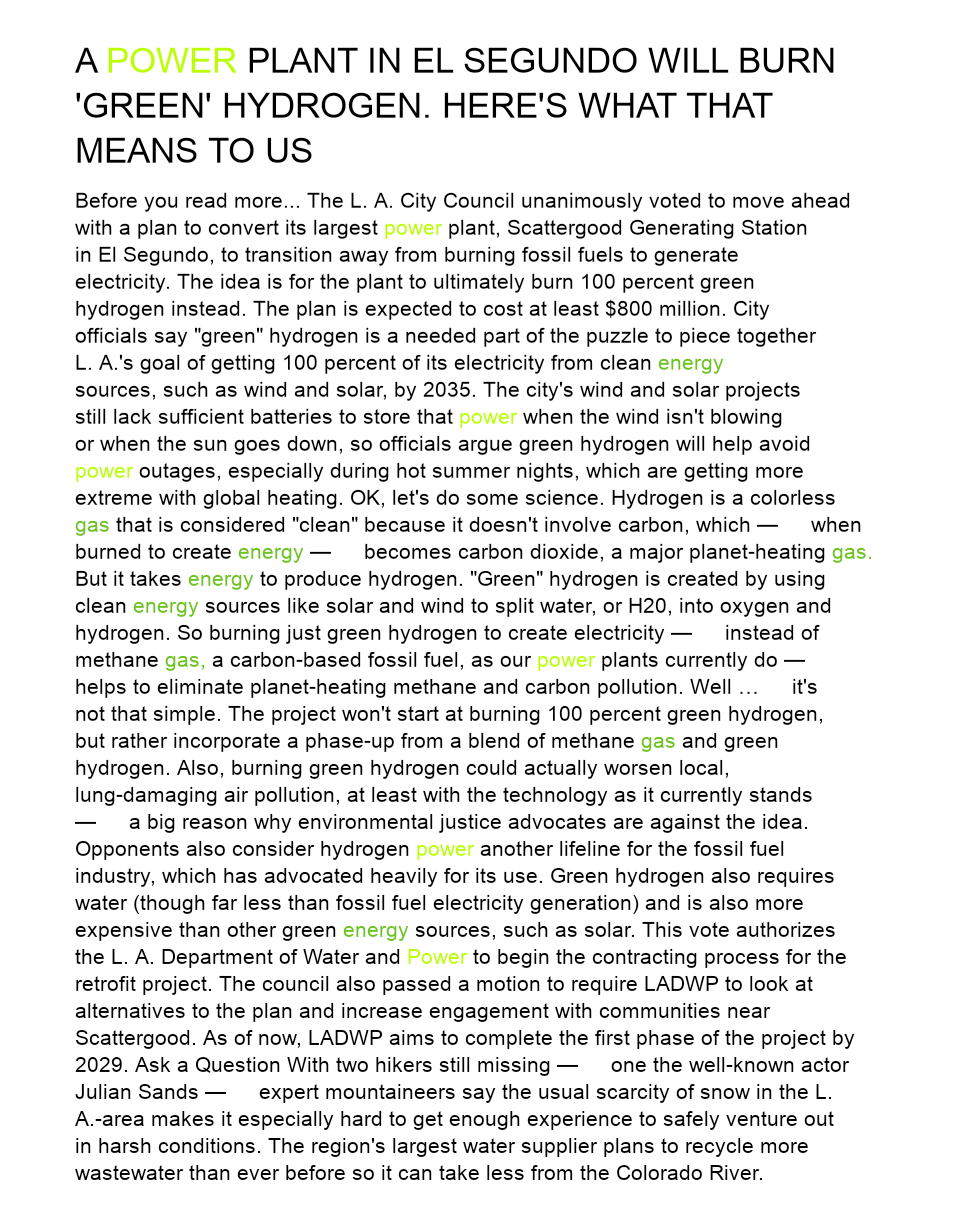 A POWER PLANT IN EL SEGUNDO WILL BURN
'GREEN' HYDROGEN. HERE'S WHAT THAT
MEANS TO US
Before you read more... The L. A. City Council unanimously voted to move ahead
with a plan to convert its largest power plant, Scattergood Generating Station
in El Segundo, to transition away from burning fossil fuels to generate
electricity. The idea is for the plant to ultimately burn 100 percent green
hydrogen instead. The plan is expected to cost at least $800 million. City
officials say "green" hydrogen is a needed part of the puzzle to piece together
L. A.'s goal of getting 100 percent of its electricity from clean energy
sources, such as wind and solar, by 2035. The city's wind and solar projects
still lack sufficient batteries to store that power when the wind isn't blowing
or when the sun goes down, so officials argue green hydrogen will help avoid
power outages, especially during hot summer nights, which are getting more
extreme with global heating. OK, let's do some science. Hydrogen is a colorless
gas that is considered "clean" because it doesn't involve carbon, which — when
burned to create energy — becomes carbon dioxide, a major planet-heating gas.
But it takes energy to produce hydrogen. "Green" hydrogen is created by using
clean energy sources like solar and wind to split water, or H20, into oxygen and
hydrogen. So burning just green hydrogen to create electricity — instead of
methane gas, a carbon-based fossil fuel, as our power plants currently do —
helps to eliminate planet-heating methane and carbon pollution. Well … it's
not that simple. The project won't start at burning 100 percent green hydrogen,
but rather incorporate a phase-up from a blend of methane gas and green
hydrogen. Also, burning green hydrogen could actually worsen local,
lung-damaging air pollution, at least with the technology as it currently stands
— a big reason why environmental justice advocates are against the idea.
Opponents also consider hydrogen power another lifeline for the fossil fuel
industry, which has advocated heavily for its use. Green hydrogen also requires
water (though far less than fossil fuel electricity generation) and is also more
expensive than other green energy sources, such as solar. This vote authorizes
the L. A. Department of Water and Power to begin the contracting process for the
retrofit project. The council also passed a motion to require LADWP to look at
alternatives to the plan and increase engagement with communities near
Scattergood. As of now, LADWP aims to complete the first phase of the project by
2029. Ask a Question With two hikers still missing — one the well-known actor
Julian Sands — expert mountaineers say the usual scarcity of snow in the L.
A.-area makes it especially hard to get enough experience to safely venture out
in harsh conditions. The region's largest water supplier plans to recycle more
wastewater than ever before so it can take less from the Colorado River.